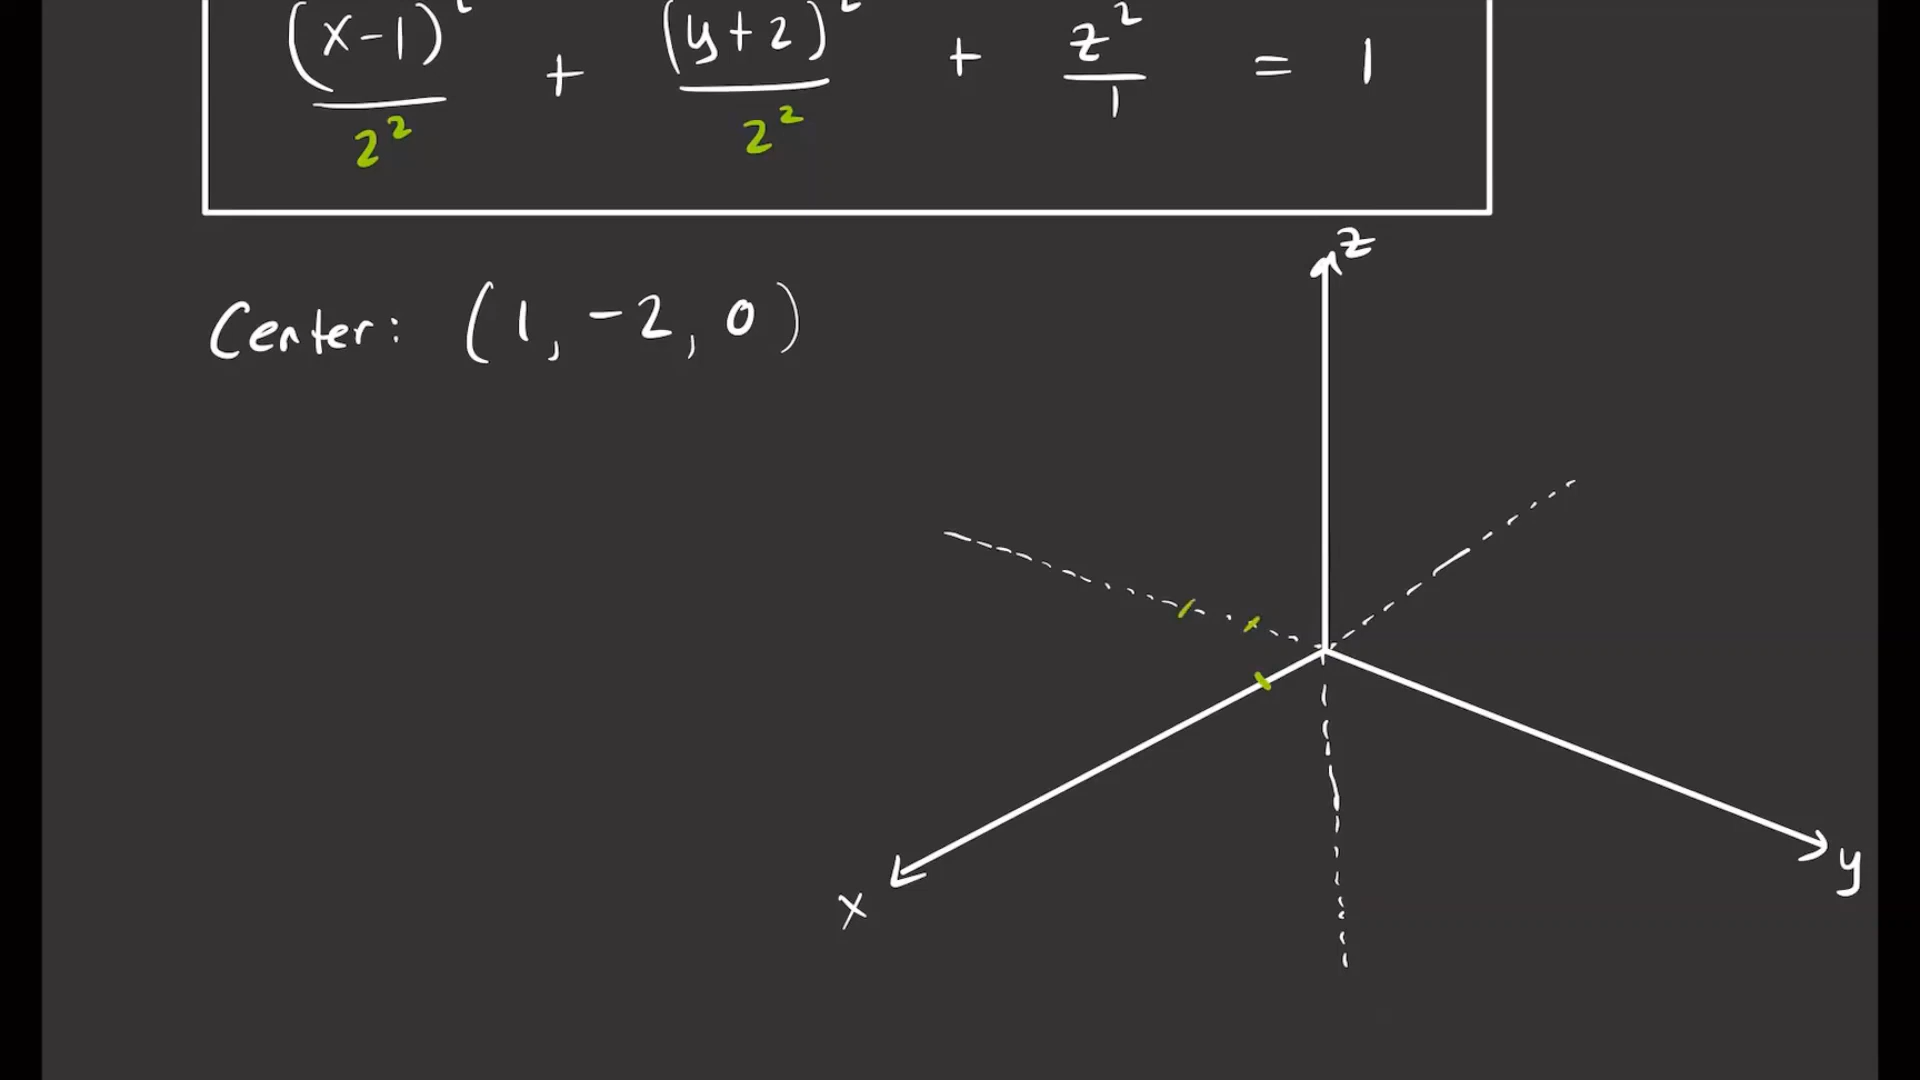 (x-1)² / 2² + (y+2)² / 2² + z² / 1 = 1
Center: (1, -2, 0)
z
x
y